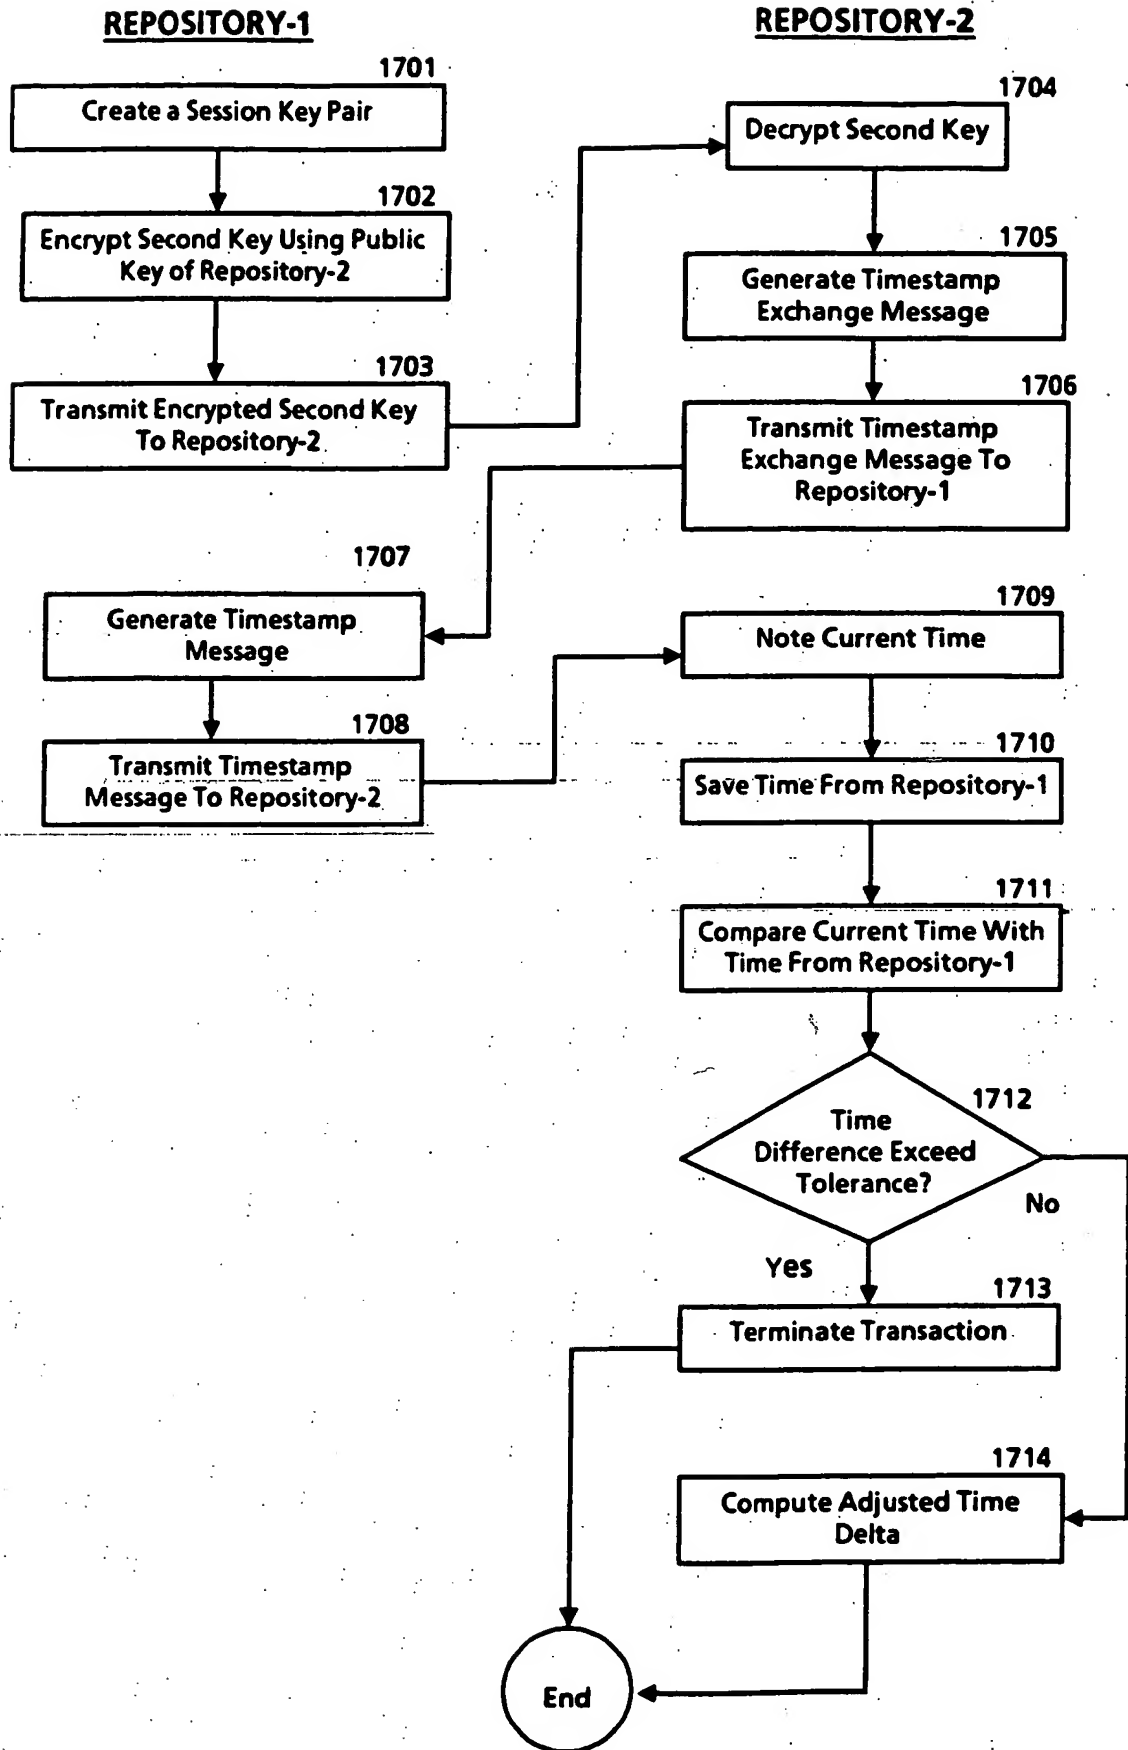 REPOSITORY-1
1701
Create a Session Key Pair
1702
Encrypt Second Key Using Public
Key of Repository-2
1703
Transmit Encrypted Second Key
To Repository-2
REPOSITORY-2
1704
Decrypt Second Key
1705
Generate Timestamp
Exchange Message
1706
Transmit Timestamp
Exchange Message To
Repository-1
1707
Generate Timestamp
Message
1708
Transmit Timestamp
Message To Repository-2
1709
Note Current Time
1710
Save Time From Repository-1
1711
Compare Current Time With
Time From Repository-1
1712
Time
Difference Exceed
Tolerance?
No
Yes
1713
Terminate Transaction
1714
Compute Adjusted Time
Delta
End